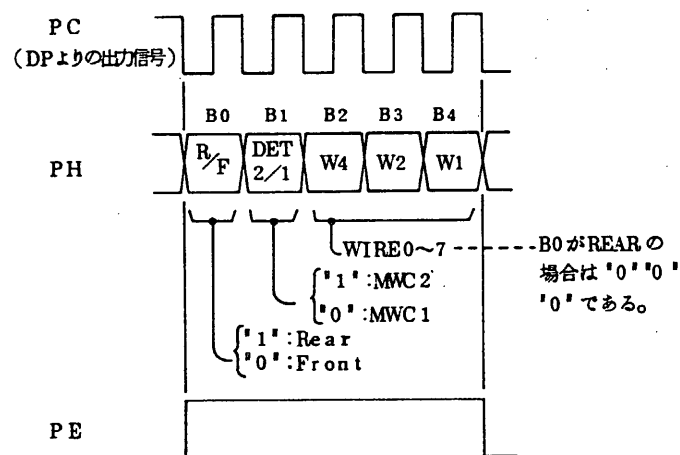 PC
(DPよりの出力信号)
B0 B1 B2 B3 B4
PH
R/F DET 2/1 W4 W2 W1
WIRE0～7 ------ B0がREARの
場合は"0""0"
"0"である。
"1":MWC2
"0":MWC1
"1":Rear
"0":Front
PE